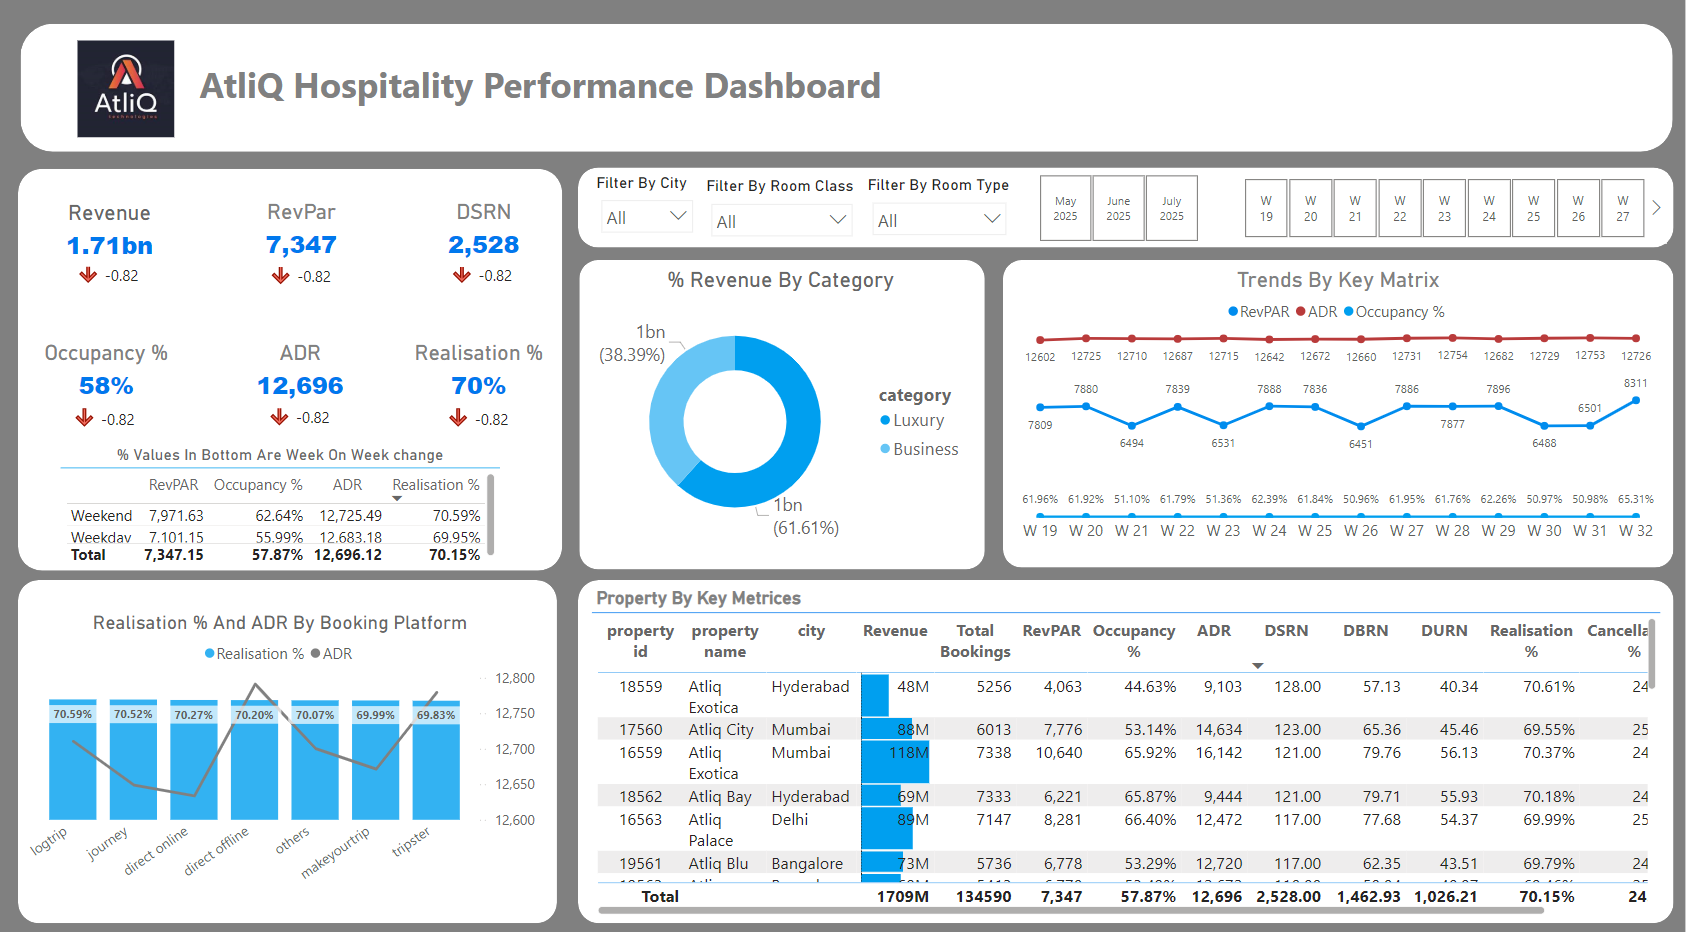 AtliQ
technologies
AtliQ Hospitality Performance Dashboard
Revenue
1.71bn
-0.82
RevPar
7,347
-0.82
DSRN
2,528
-0.82
Occupancy %
58%
-0.82
ADR
12,696
-0.82
Realisation %
70%
-0.82
% Values In Bottom Are Week On Week change
RevPAR Occupancy % ADR Realisation %
Weekend 7,971.63 62.64% 12,725.49 70.59%
Weekday 7,101.15 55.99% 12,683.18 69.95%
Total 7,347.15 57.87% 12,696.12 70.15%
Filter By City
All
Filter By Room Class
All
Filter By Room Type
All
May
2025
June
2025
July
2025
W
19
W
20
W
21
W
22
W
23
W
24
W
25
W
26
W
27
% Revenue By Category
1bn
(38.39%)
1bn
(61.61%)
category
Luxury
Business
Trends By Key Matrix
RevPAR ADR Occupancy %
12602 12725 12710 12687 12715 12642 12672 12660 12731 12754 12682 12729 12753 12726
7809 7880 6494 7839 6531 7888 7836 6451 7886 7877 7896 6488 6501 8311
61.96% 61.92% 51.10% 61.79% 51.36% 62.39% 61.84% 50.96% 61.95% 61.76% 62.26% 50.97% 50.98% 65.31%
W 19 W 20 W 21 W 22 W 23 W 24 W 25 W 26 W 27 W 28 W 29 W 30 W 31 W 32
Realisation % And ADR By Booking Platform
Realisation % ADR
12,800
12,750
12,700
12,650
12,600
70.59% 70.52% 70.27% 70.20% 70.07% 69.99% 69.83%
logtrip journey direct online direct offline others makeyourtrip tripster
Property By Key Metrices
property id property name city Revenue Total Bookings RevPAR Occupancy % ADR DSRN DBRN DURN Realisation % Cancella %
18559 Atliq Exotica Hyderabad 48M 5256 4,063 44.63% 9,103 128.00 57.13 40.34 70.61% 24
17560 Atliq City Mumbai 88M 6013 7,776 53.14% 14,634 123.00 65.36 45.46 69.55% 25
16559 Atliq Exotica Mumbai 118M 7338 10,640 65.92% 16,142 121.00 79.76 56.13 70.37% 24
18562 Atliq Bay Hyderabad 69M 7333 6,221 65.87% 9,444 121.00 79.71 55.93 70.18% 24
16563 Atliq Palace Delhi 89M 7147 8,281 66.40% 12,472 117.00 77.68 54.37 69.99% 25
19561 Atliq Blu Bangalore 73M 5736 6,778 53.29% 12,720 117.00 62.35 43.51 69.79% 24
Total 1709M 134590 7,347 57.87% 12,696 2,528.00 1,462.93 1,026.21 70.15% 24